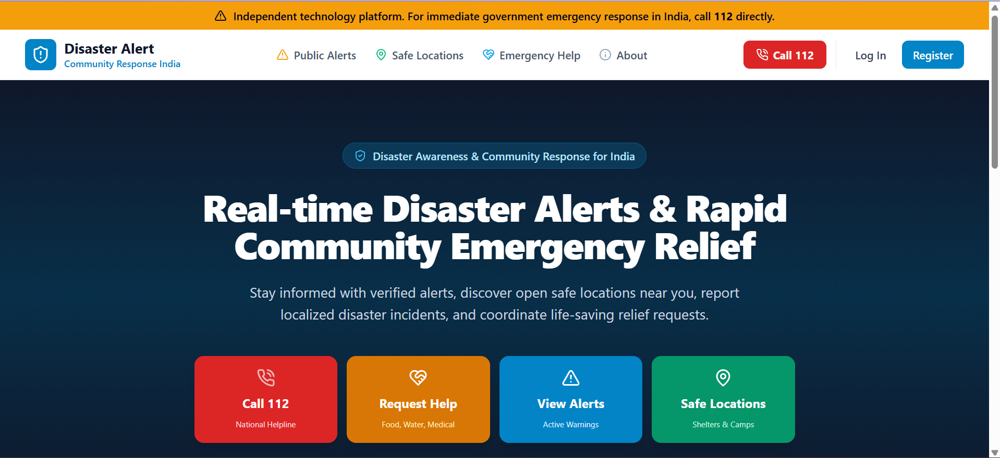 Independent technology platform. For immediate government emergency response in India, call 112 directly.
Disaster Alert
Community Response India
Public Alerts
Safe Locations
Emergency Help
About
Call 112
Log In
Register
Disaster Awareness & Community Response for India
Real-time Disaster Alerts & Rapid
Community Emergency Relief
Stay informed with verified alerts, discover open safe locations near you, report
localized disaster incidents, and coordinate life-saving relief requests.
Call 112
National Helpline
Request Help
Food, Water, Medical
View Alerts
Active Warnings
Safe Locations
Shelters & Camps